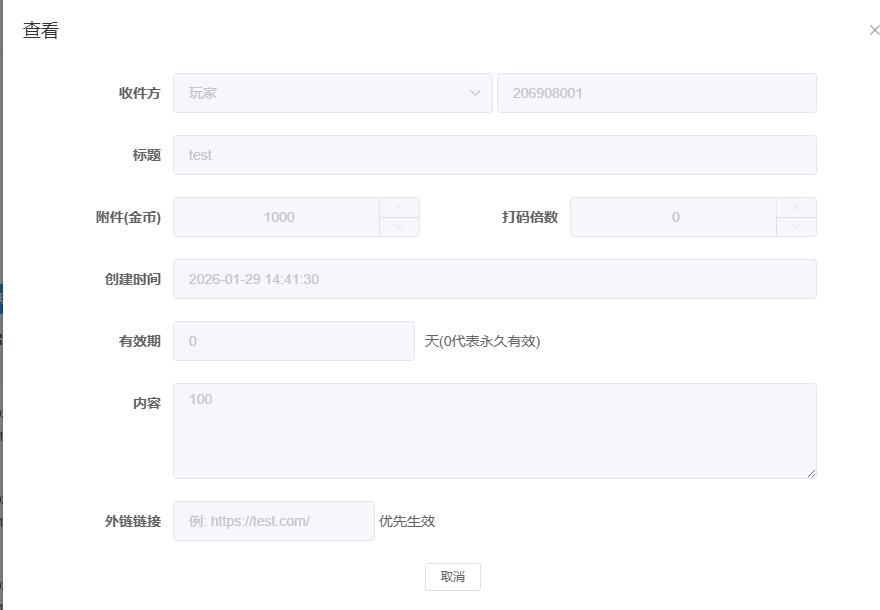 查看
收件方 玩家 206908001
标题 test
附件(金币) 1000 打码倍数 0
创建时间 2026-01-29 14:41:30
有效期 0 天(0代表永久有效)
内容 100
外链链接 例: https://test.com/ 优先生效
取消